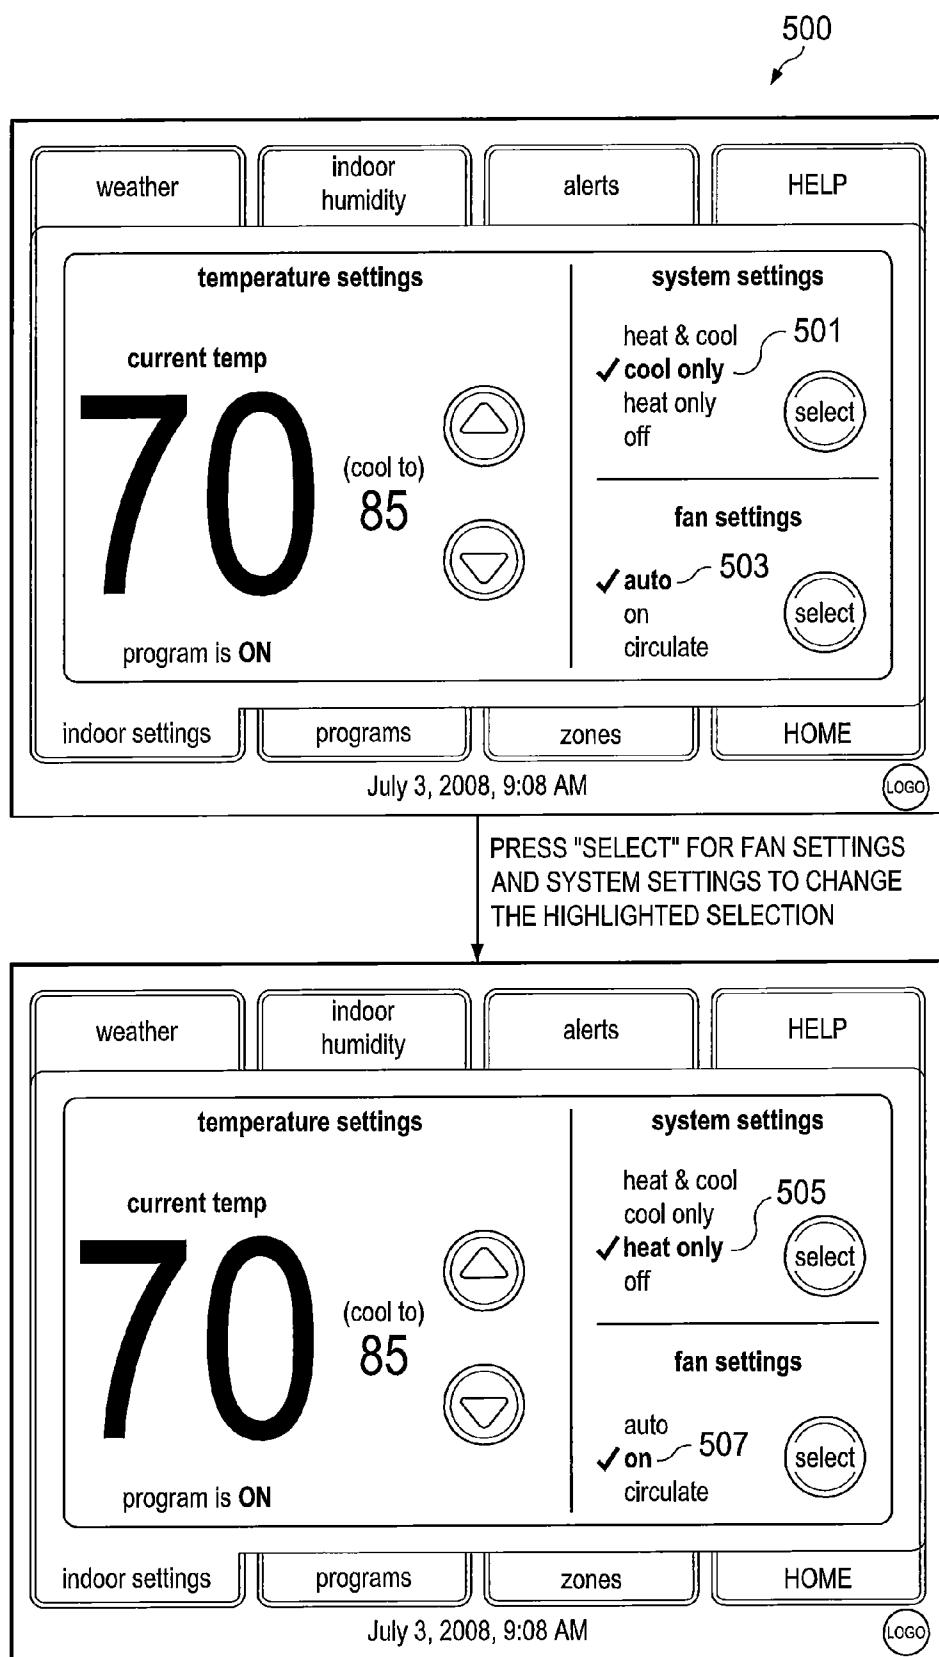 500
weather
indoor
humidity
alerts
HELP
temperature settings
current temp
70
(cool to)
85
program is ON
system settings
heat & cool
501
✓ cool only
heat only
off
select
fan settings
✓ auto
503
on
circulate
select
indoor settings
programs
zones
HOME
July 3, 2008, 9:08 AM
LOGO
PRESS "SELECT" FOR FAN SETTINGS
AND SYSTEM SETTINGS TO CHANGE
THE HIGHLIGHTED SELECTION
weather
indoor
humidity
alerts
HELP
temperature settings
current temp
70
(cool to)
85
program is ON
system settings
heat & cool
505
cool only
✓ heat only
off
select
fan settings
auto
✓ on
507
circulate
select
indoor settings
programs
zones
HOME
July 3, 2008, 9:08 AM
LOGO